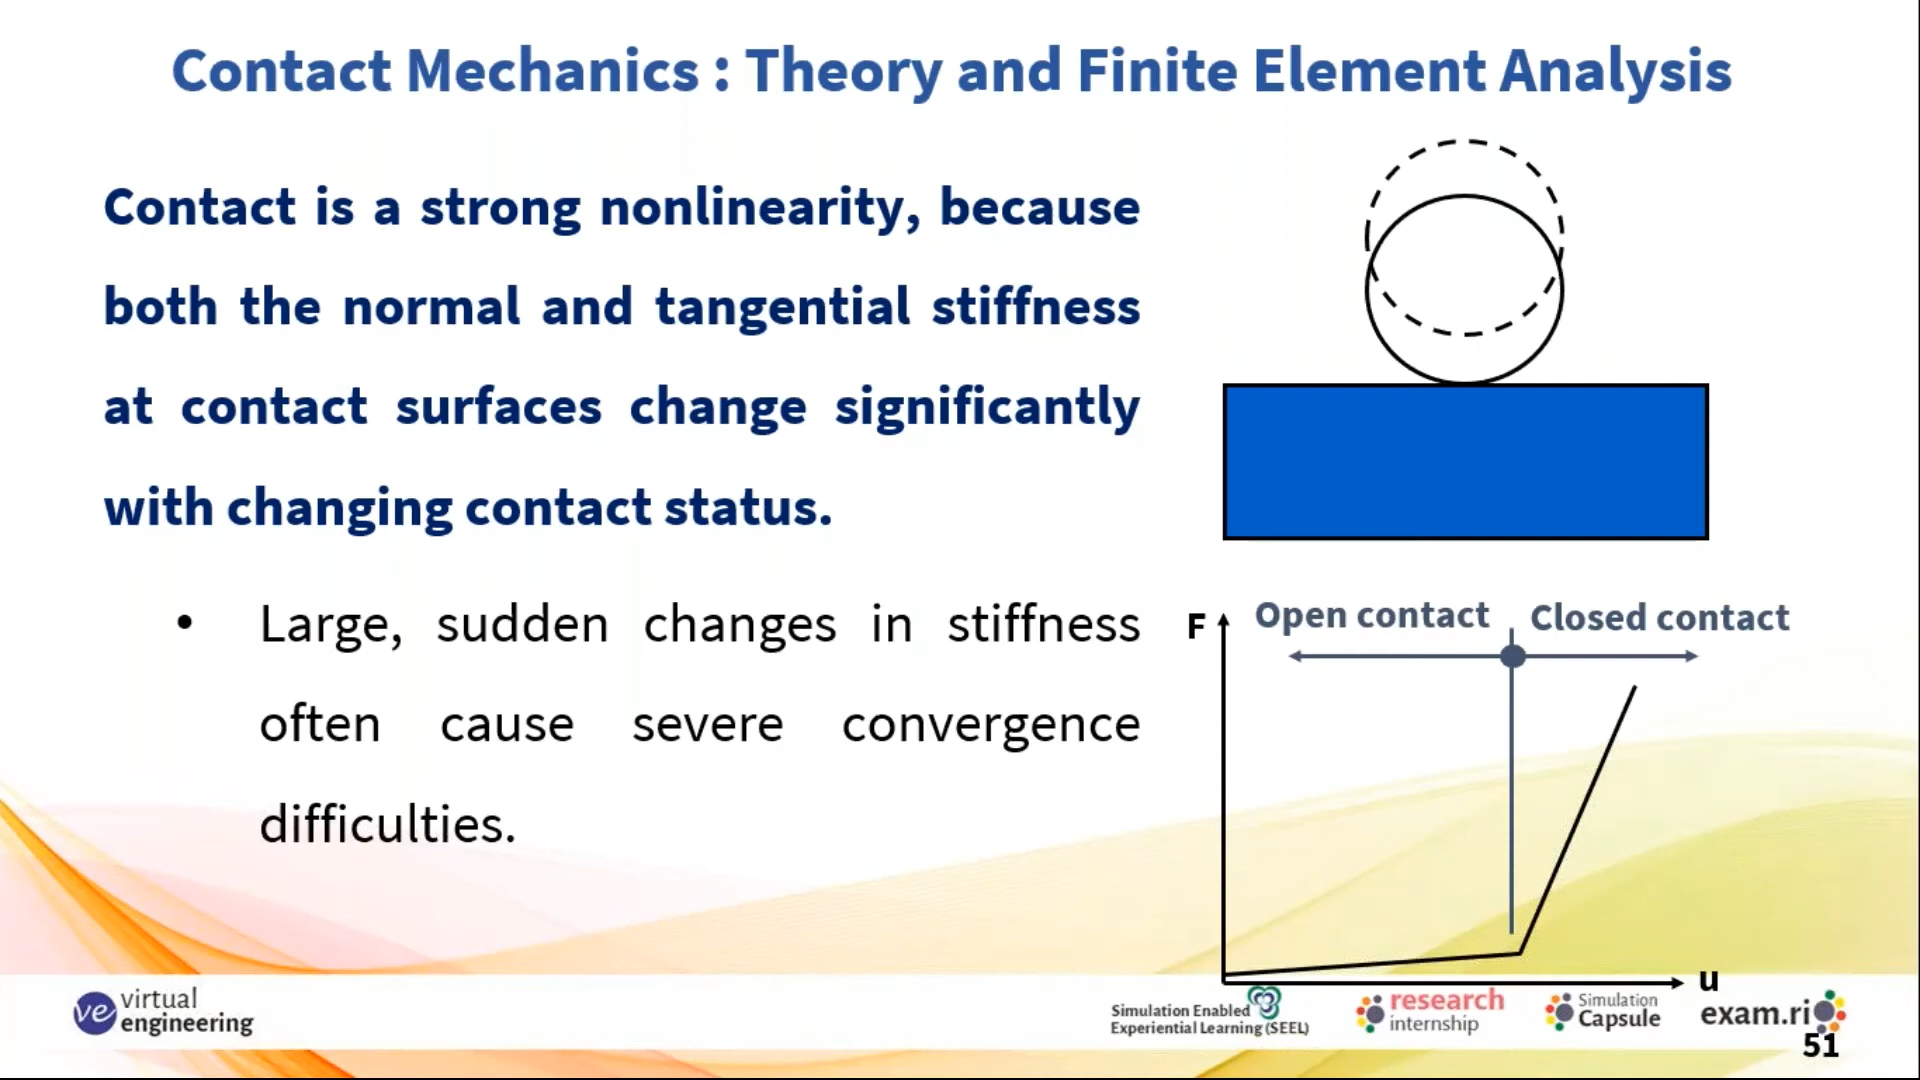 Contact Mechanics : Theory and Finite Element Analysis
Contact is a strong nonlinearity, because
both the normal and tangential stiffness
at contact surfaces change significantly
with changing contact status.
• Large, sudden changes in stiffness
often cause severe convergence
difficulties.
F
Open contact
Closed contact
u
ve virtual
engineering
Simulation Enabled
Experiential Learning (SEEL)
research
internship
Simulation
Capsule
exam.ri
51